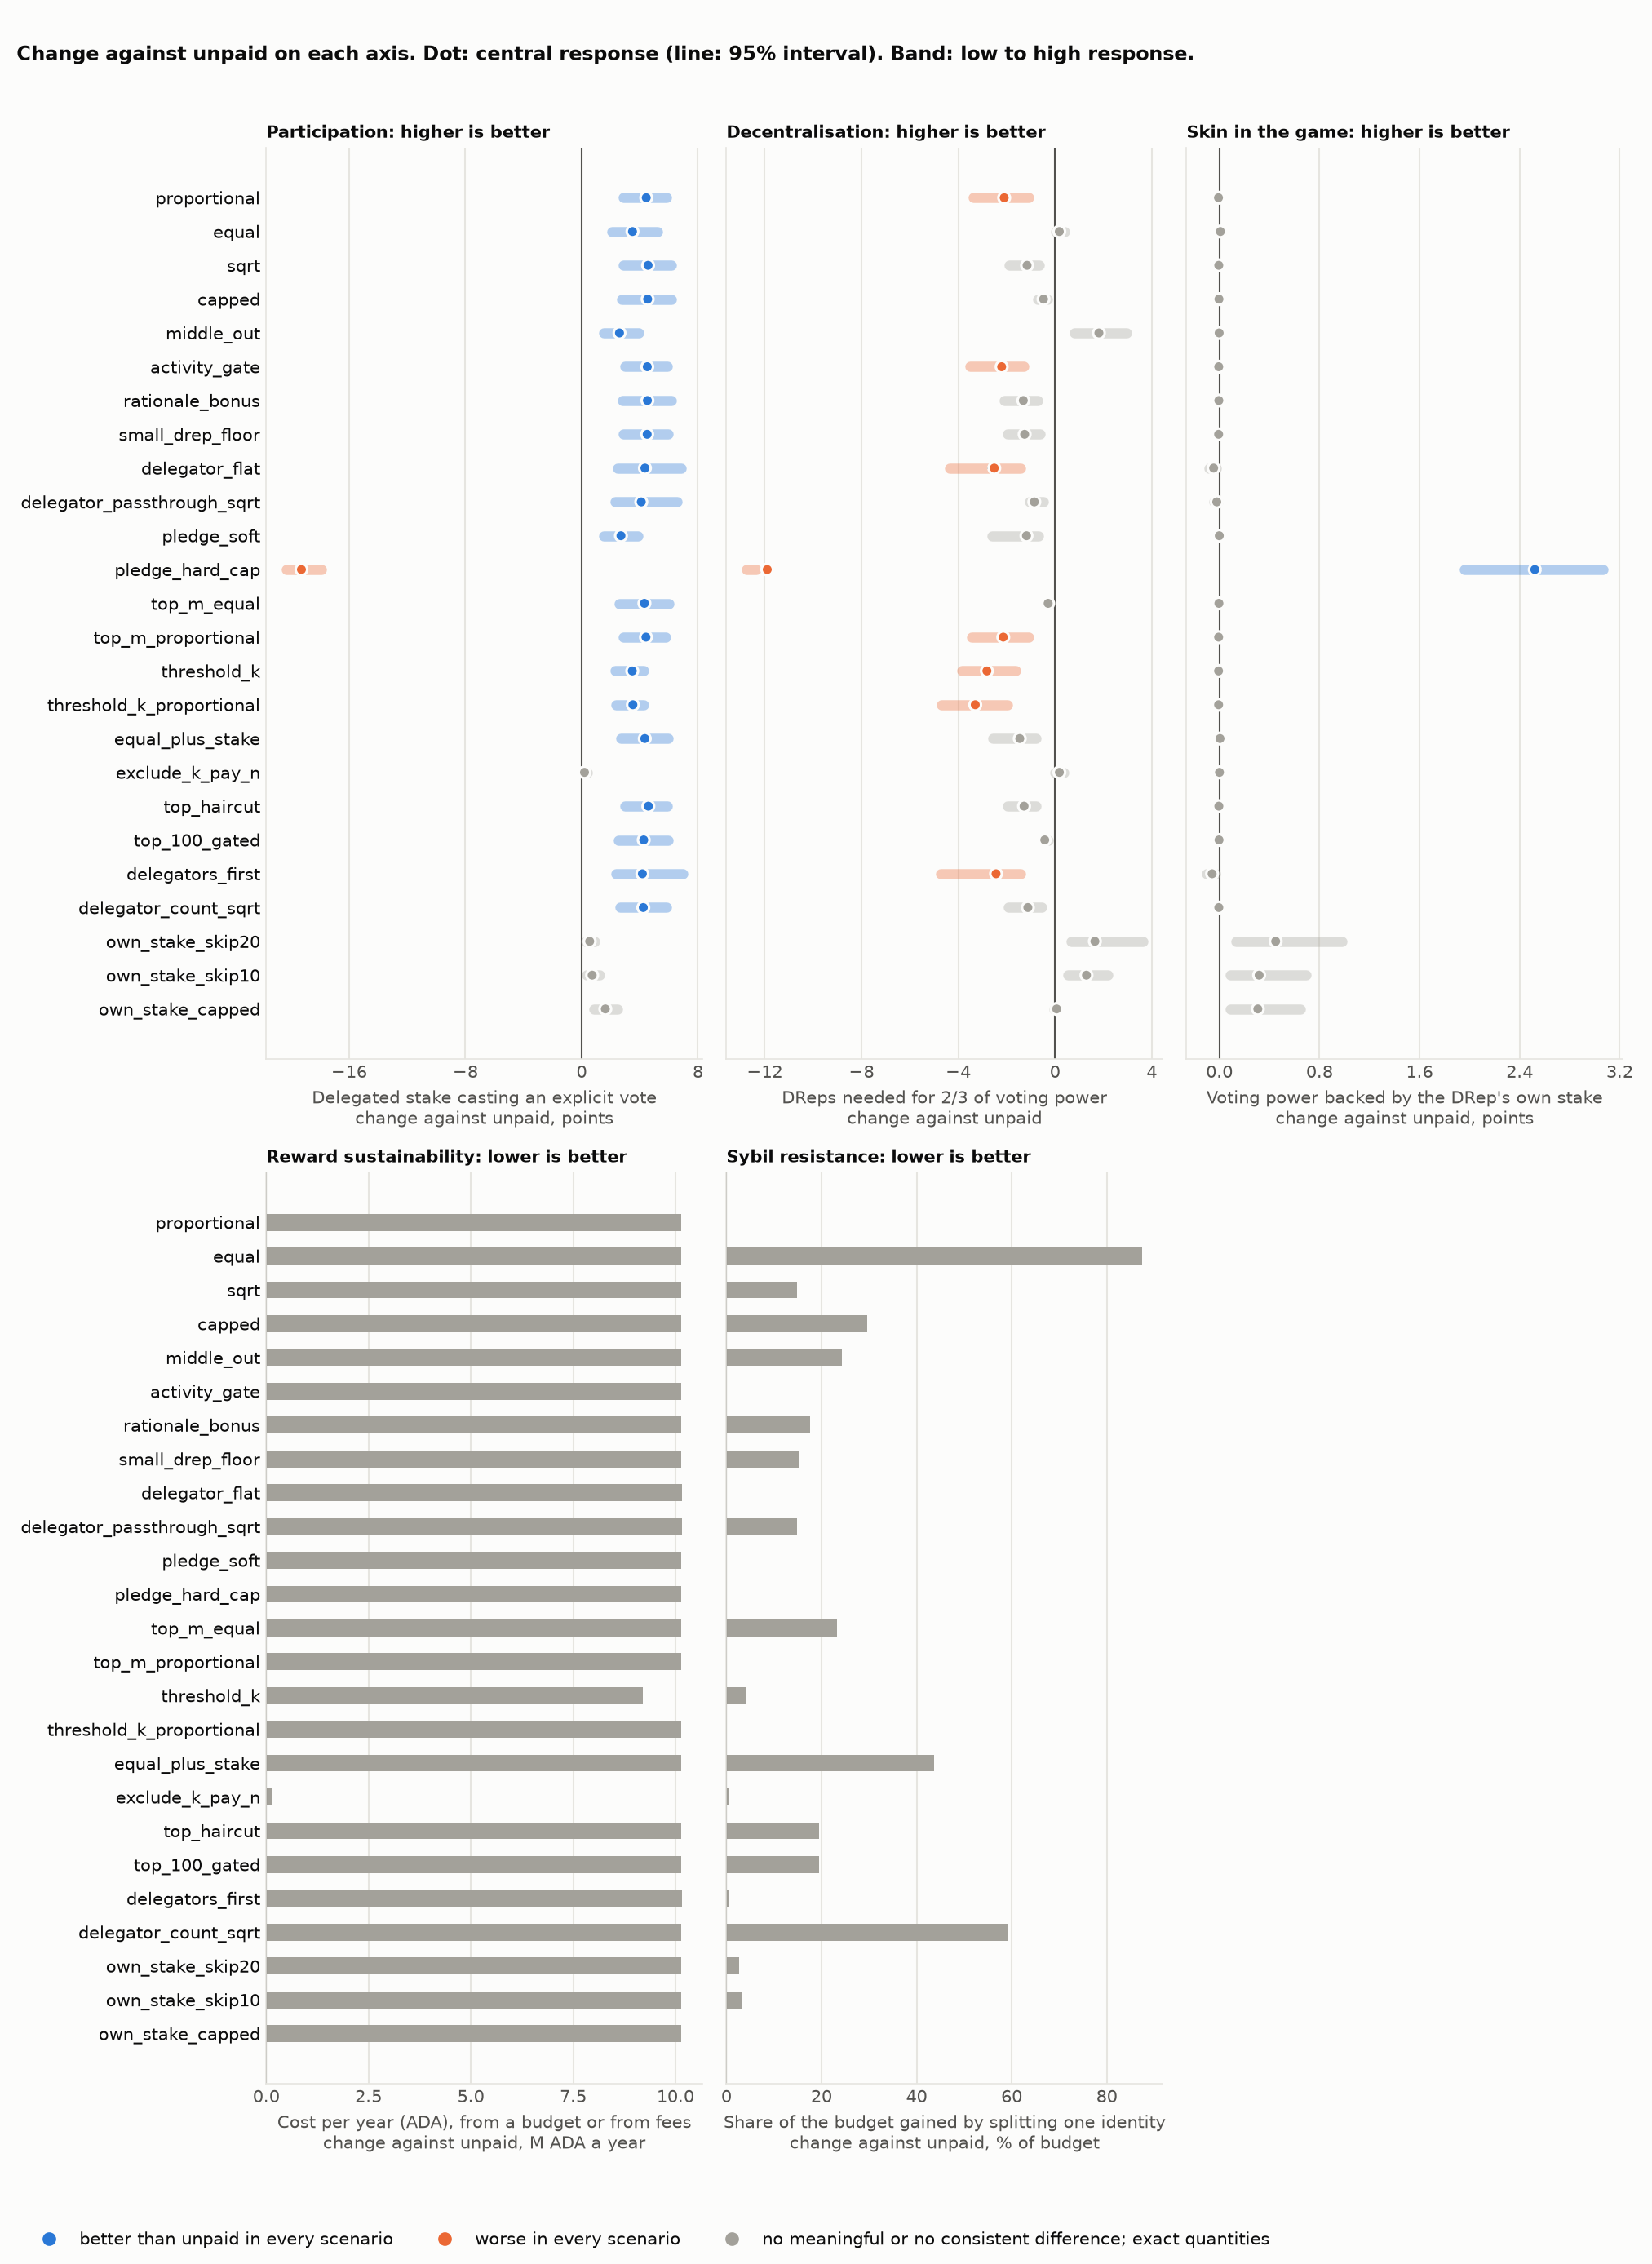 Change against unpaid on each axis. Dot: central response (line: 95% interval). Band: low to high response.
Participation: higher is better
Decentralisation: higher is better
Skin in the game: higher is better
proportional
equal
sqrt
capped
middle_out
activity_gate
rationale_bonus
small_drep_floor
delegator_flat
delegator_passthrough_sqrt
pledge_soft
pledge_hard_cap
top_m_equal
top_m_proportional
threshold_k
threshold_k_proportional
equal_plus_stake
exclude_k_pay_n
top_haircut
top_100_gated
delegators_first
delegator_count_sqrt
own_stake_skip20
own_stake_skip10
own_stake_capped
−16 −8 0 8
−12 −8 −4 0 4
0.0 0.8 1.6 2.4 3.2
Delegated stake casting an explicit vote
change against unpaid, points
DReps needed for 2/3 of voting power
change against unpaid
Voting power backed by the DRep's own stake
change against unpaid, points
Reward sustainability: lower is better
Sybil resistance: lower is better
proportional
equal
sqrt
capped
middle_out
activity_gate
rationale_bonus
small_drep_floor
delegator_flat
delegator_passthrough_sqrt
pledge_soft
pledge_hard_cap
top_m_equal
top_m_proportional
threshold_k
threshold_k_proportional
equal_plus_stake
exclude_k_pay_n
top_haircut
top_100_gated
delegators_first
delegator_count_sqrt
own_stake_skip20
own_stake_skip10
own_stake_capped
0.0 2.5 5.0 7.5 10.0
0 20 40 60 80
Cost per year (ADA), from a budget or from fees
change against unpaid, M ADA a year
Share of the budget gained by splitting one identity
change against unpaid, % of budget
better than unpaid in every scenario
worse in every scenario
no meaningful or no consistent difference; exact quantities